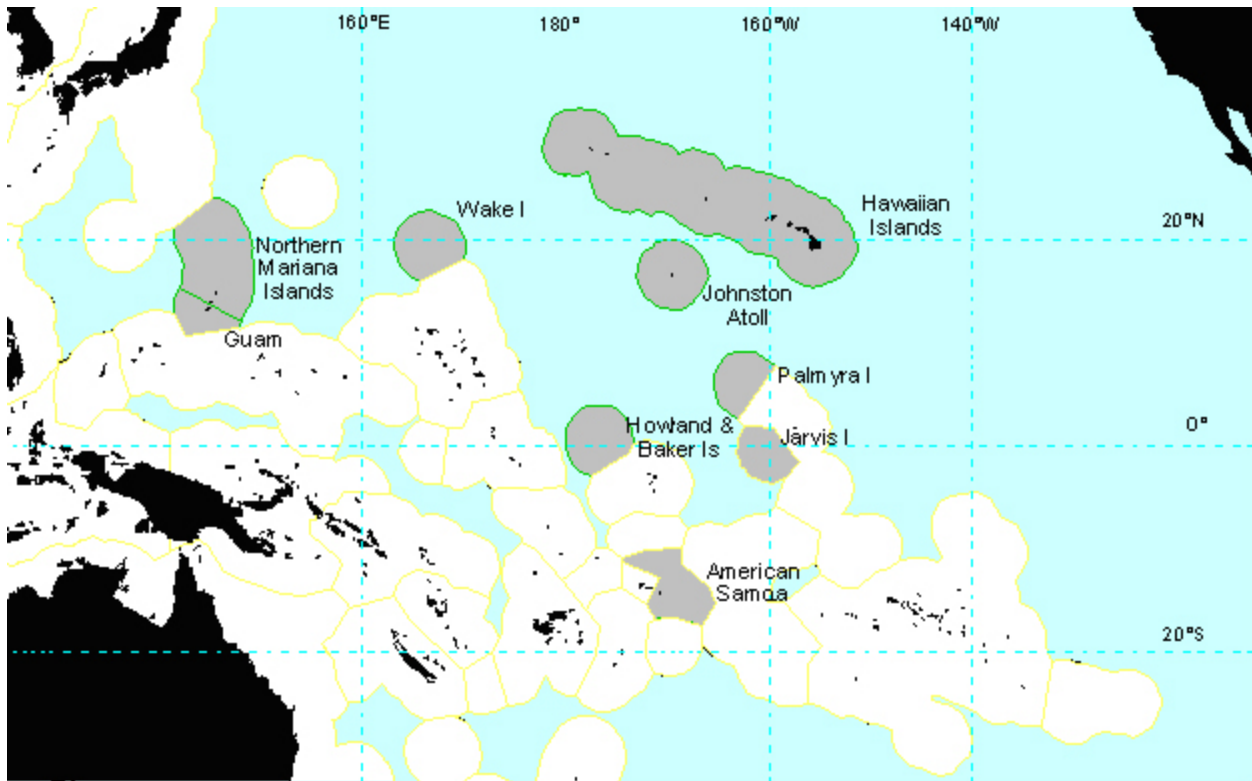 160°E
180°
160°W
140°W
Wake I
Hawaiian
Islands
20°N
Northern
Mariana
Islands
Johnston
Atoll
Guam
Palmyra I
Howland &
Baker Is
Jarvis I
0°
American
Samoa
20°S